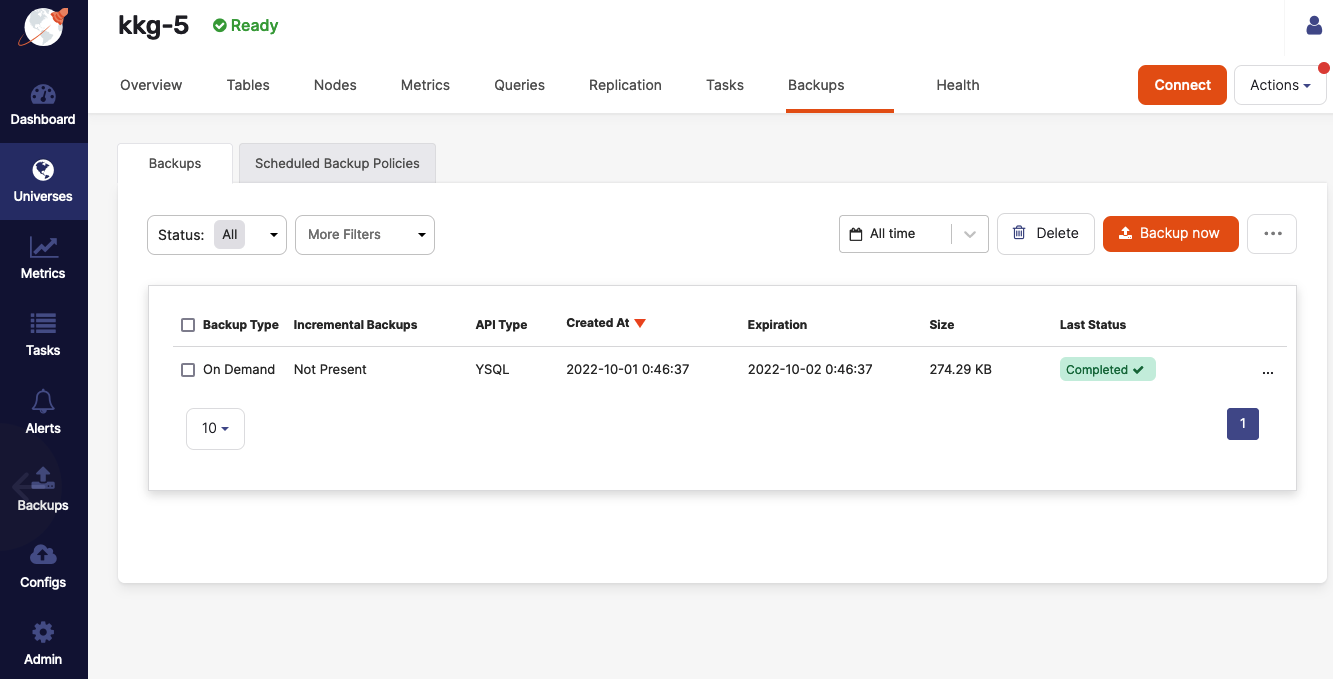 kkg-5
Ready
Overview Tables Nodes Metrics Queries Replication Tasks Backups Health Connect Actions
Dashboard
Universes
Metrics
Tasks
Alerts
Backups
Configs
Admin
Backups Scheduled Backup Policies
Status: All More Filters All time Delete Backup now ...
Backup Type Incremental Backups API Type Created At Expiration Size Last Status
On Demand Not Present YSQL 2022-10-01 0:46:37 2022-10-02 0:46:37 274.29 KB Completed ...
10 1